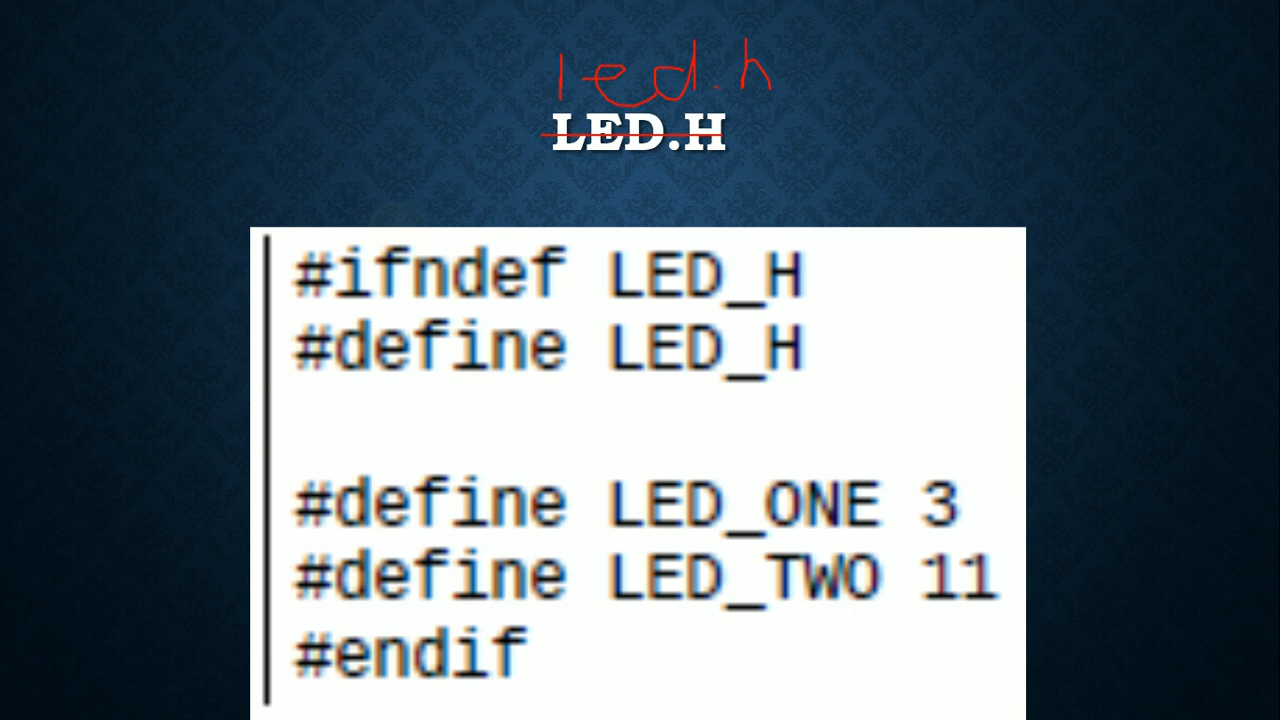 led.h
LED.H
#ifndef LED_H
#define LED_H
#define LED_ONE 3
#define LED_TWO 11
#endif